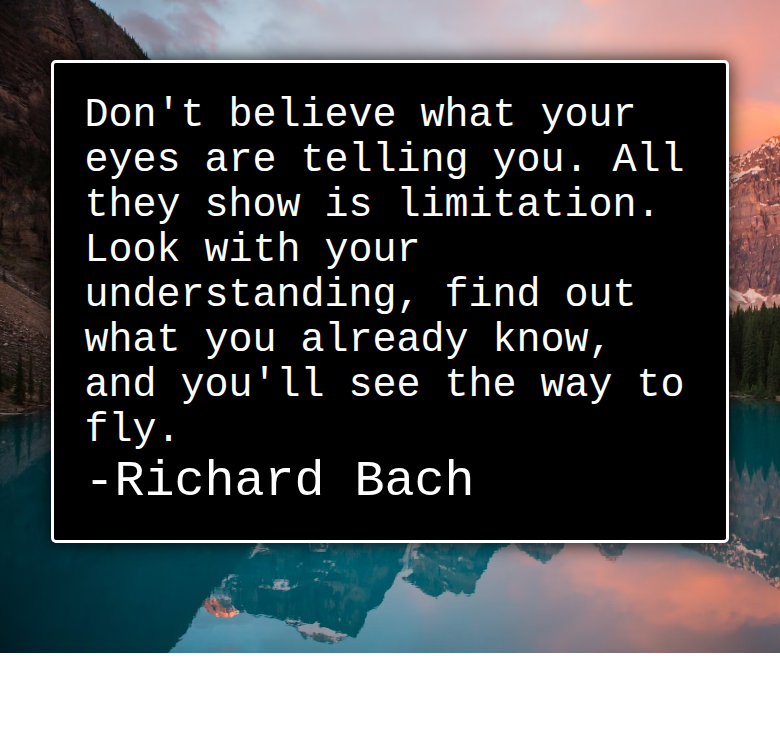 Don't believe what your
eyes are telling you. All
they show is limitation.
Look with your
understanding, find out
what you already know,
and you'll see the way to
fly.
-Richard Bach